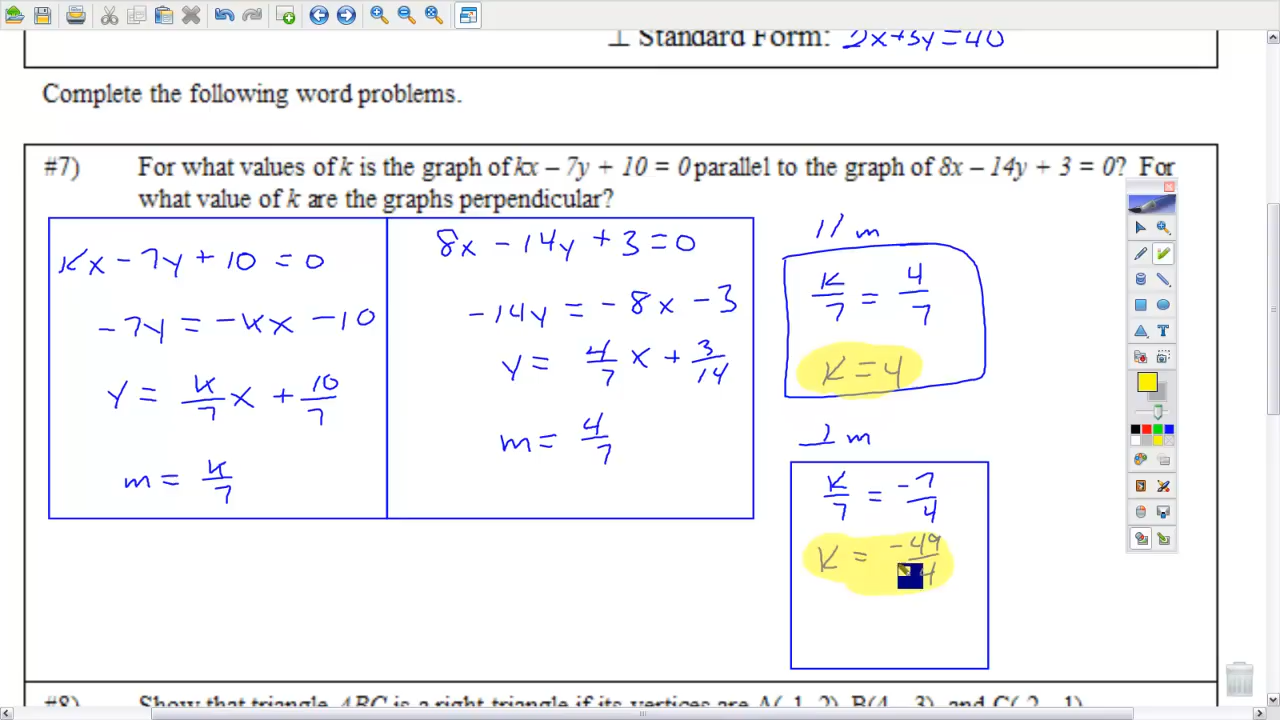 ⊥ Standard Form: 2x+5y=40
Complete the following word problems.
#7) For what values of k is the graph of kx – 7y + 10 = 0 parallel to the graph of 8x – 14y + 3 = 0? For
what value of k are the graphs perpendicular?
Kx - 7y + 10 = 0
-7y = -kx - 10
y = k/7 x + 10/7
m = k/7
8x - 14y + 3 = 0
-14y = -8x - 3
y = 4/7 x + 3/14
m = 4/7
// m
K/7 = 4/7
K = 4
⊥ m
K/7 = -7/4
K = -49/4
#8) Show that triangle ABC is a right triangle if its vertices are